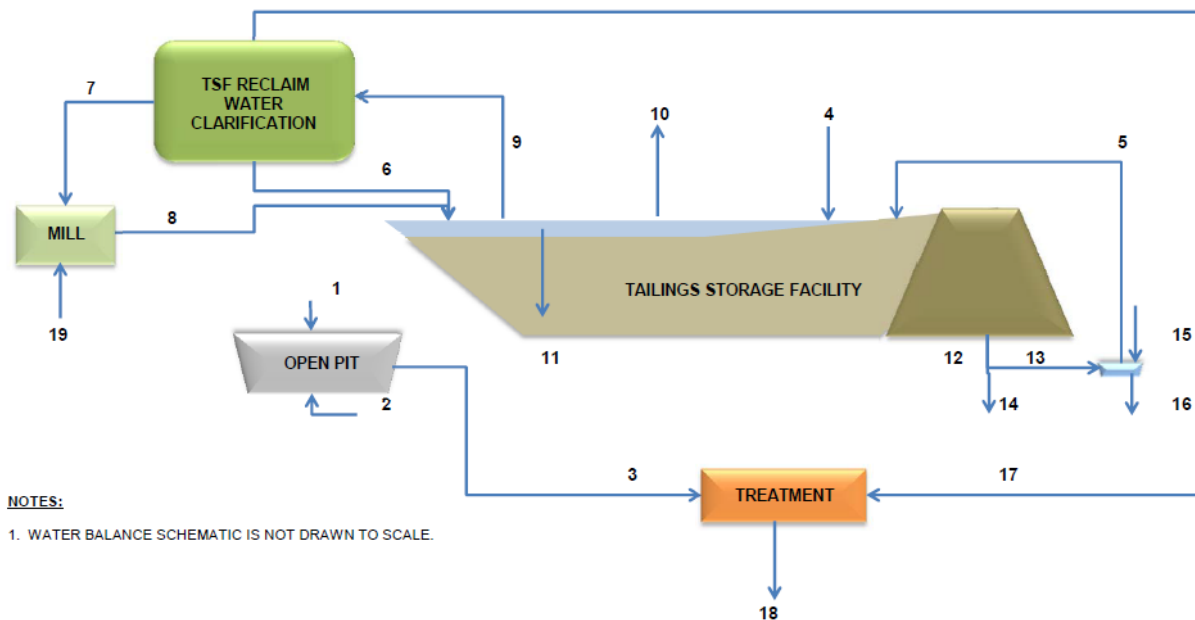 TSF RECLAIM
WATER
CLARIFICATION
7
10
4
9
5
6
8
MILL
TAILINGS STORAGE FACILITY
1
19
15
11
12
13
OPEN PIT
2
14
16
3
17
TREATMENT
NOTES:
1. WATER BALANCE SCHEMATIC IS NOT DRAWN TO SCALE.
18